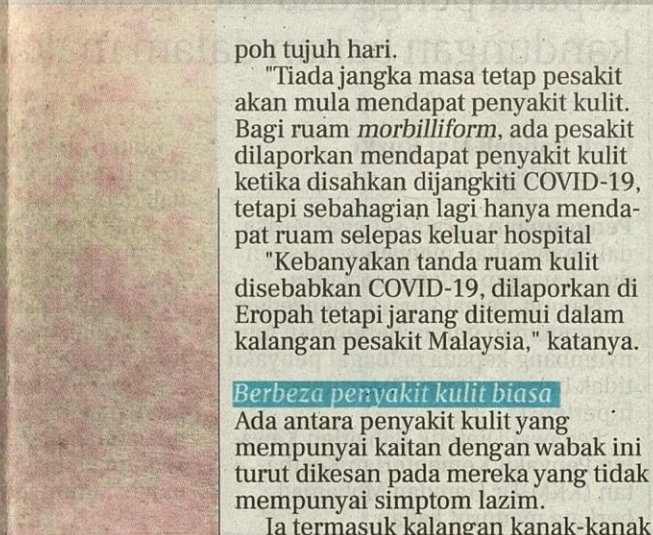 poh tujuh hari.
"Tiada jangka masa tetap pesakit
akan mula mendapat penyakit kulit.
Bagi ruam morbilliform, ada pesakit
dilaporkan mendapat penyakit kulit
ketika disahkan dijangkiti COVID-19,
tetapi sebahagian lagi hanya menda-
pat ruam selepas keluar hospital
"Kebanyakan tanda ruam kulit
disebabkan COVID-19, dilaporkan di
Eropah tetapi jarang ditemui dalam
kalangan pesakit Malaysia," katanya.
Berbeza penyakit kulit biasa
Ada antara penyakit kulit yang
mempunyai kaitan dengan wabak ini
turut dikesan pada mereka yang tidak
mempunyai simptom lazim.
Ia termasuk kalangan kanak-kanak